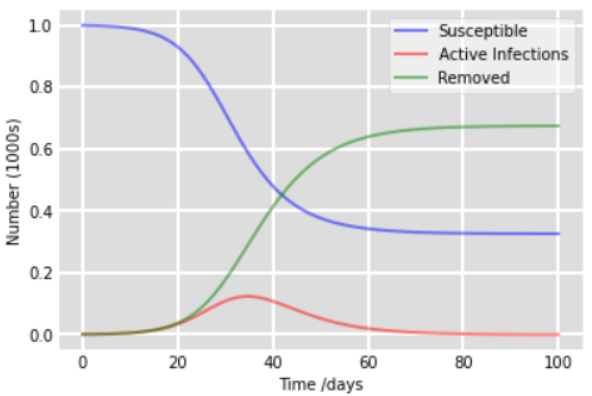 Susceptible
Active Infections
Removed
Number (1000s)
1.0
0.8
0.6
0.4
0.2
0.0
0 20 40 60 80 100
Time /days